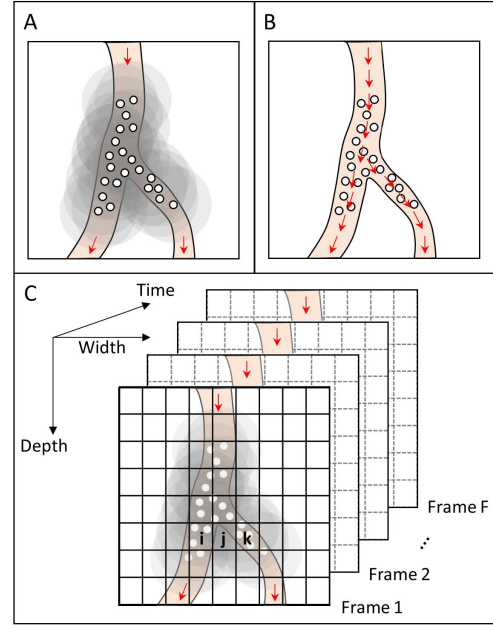 A
B
C
Time
Width
Depth
i j k
Frame F
...
Frame 2
Frame 1